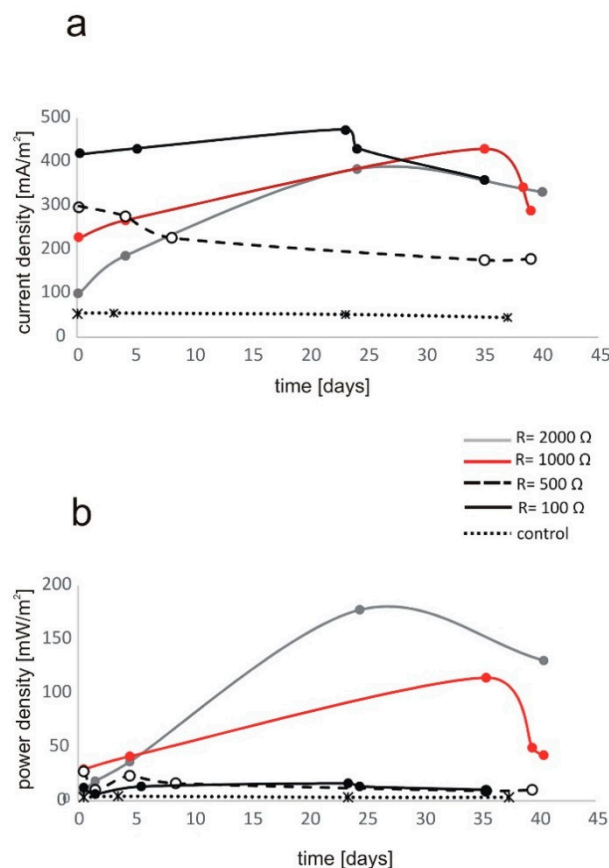 a
500
400
300
200
100
0
current density [mA/m²]
0 5 10 15 20 25 30 35 40 45
time [days]
R= 2000 Ω
R= 1000 Ω
R= 500 Ω
R= 100 Ω
control
b
200
150
100
50
0
power density [mW/m²]
0 5 10 15 20 25 30 35 40 45
time [days]